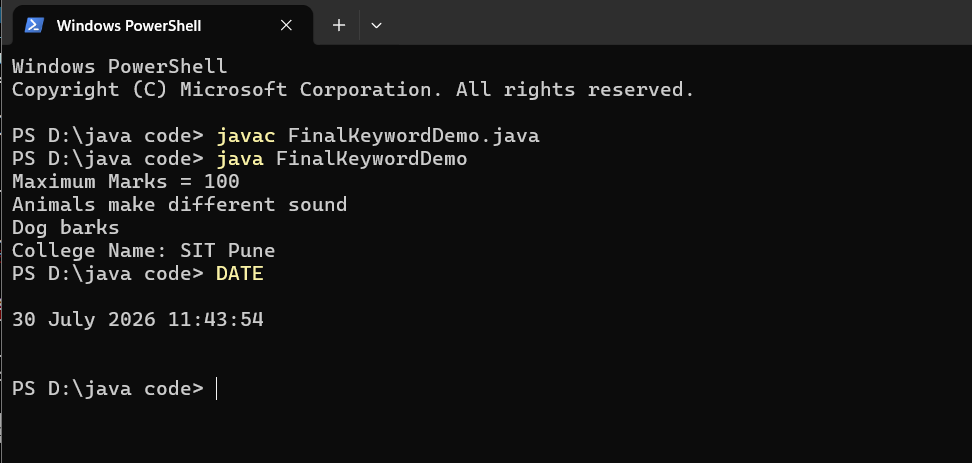 Windows PowerShell
Windows PowerShell
Copyright (C) Microsoft Corporation. All rights reserved.
PS D:\java code> javac FinalKeywordDemo.java
PS D:\java code> java FinalKeywordDemo
Maximum Marks = 100
Animals make different sound
Dog barks
College Name: SIT Pune
PS D:\java code> DATE
30 July 2026 11:43:54
PS D:\java code>